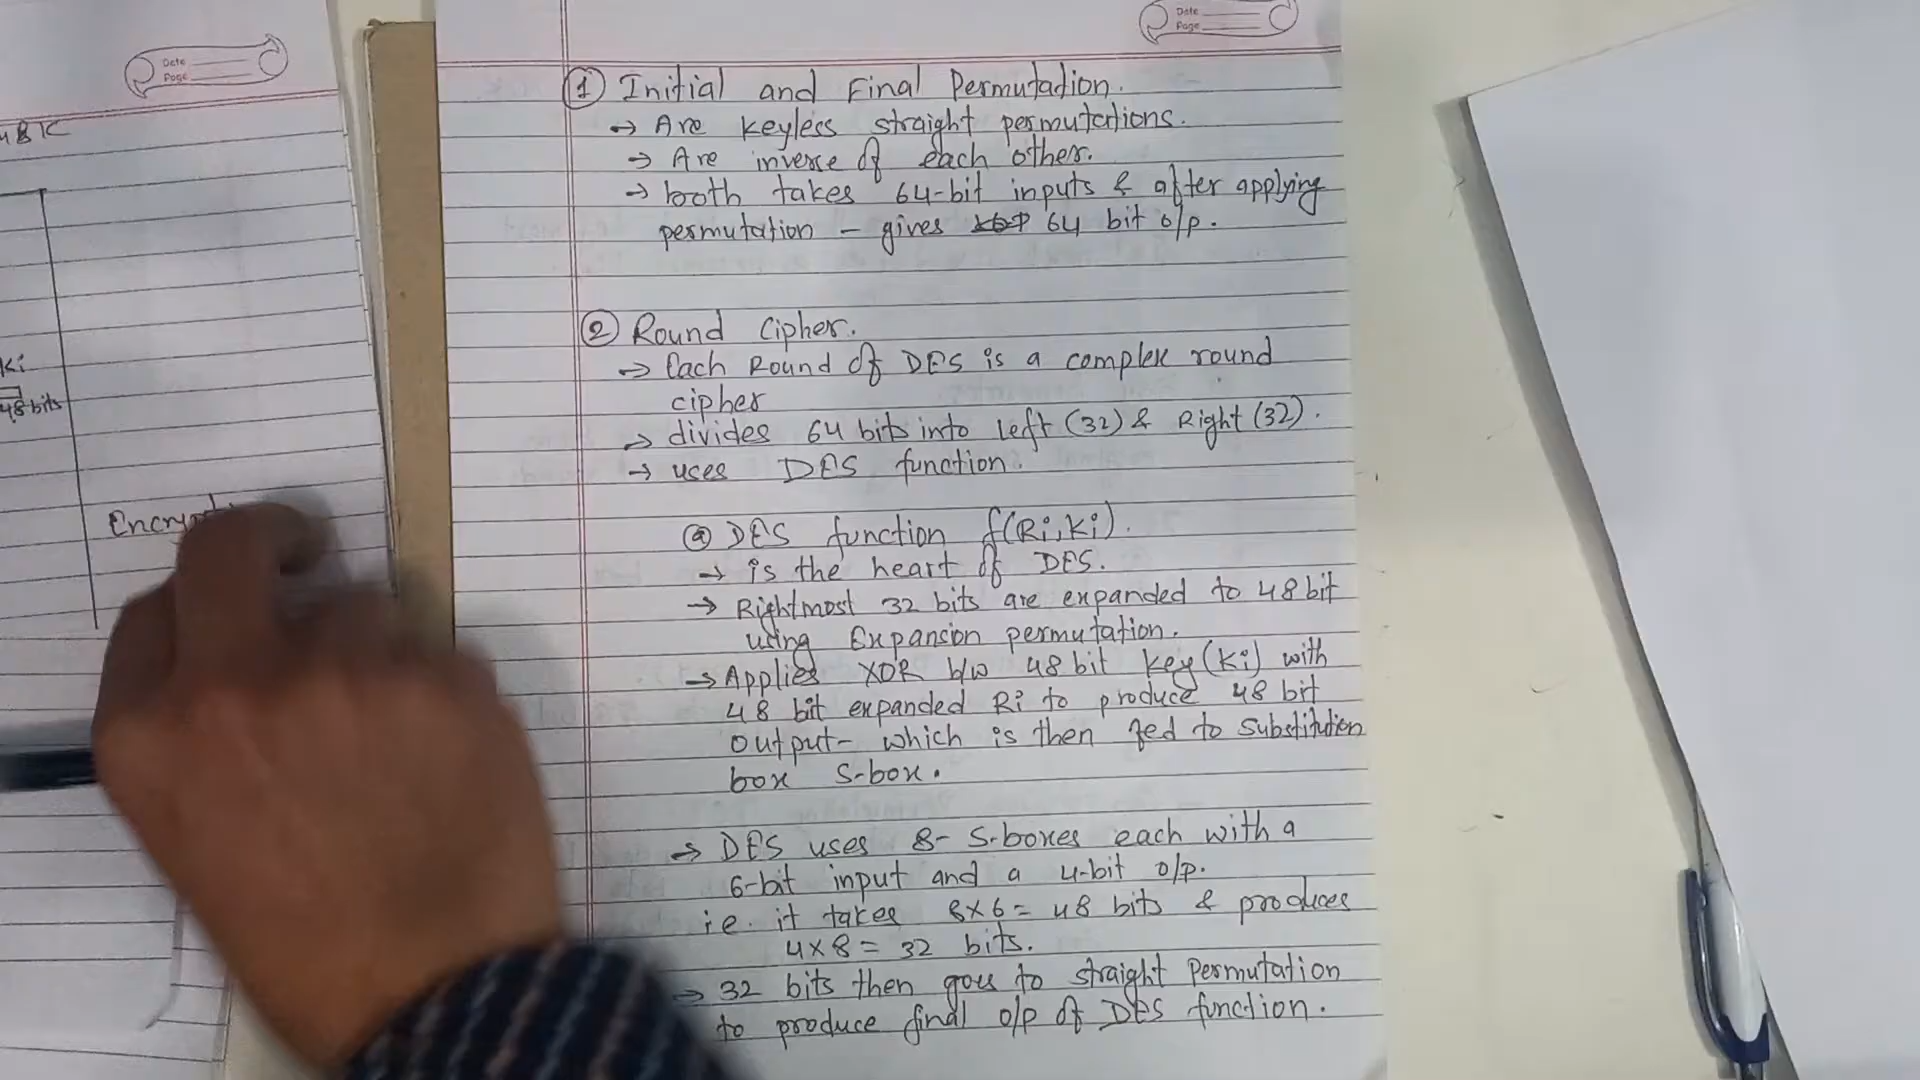 Date
Page
48 bits
Ki
Date
Page
① Initial and Final Permutation.
→ Are keyless straight permutations.
→ Are inverse of each other.
→ both takes 64-bit inputs & after applying
permutation - gives 64 bit o/p.
② Round Cipher.
→ Each Round of DES is a complex round
cipher
→ divides 64 bits into left (32) & Right (32).
→ uses DES function.
ⓐ DES function f(Ri, Ki).
→ is the heart of DES.
→ Rightmost 32 bits are expanded to 48 bit
using Expansion permutation.
→ Applies XOR b/w 48 bit key (Ki) with
48 bit expanded Ri to produce 48 bit
output - which is then fed to substitution
box S-box.
→ DES uses 8- S-boxes each with a
6-bit input and a 4-bit o/p.
i.e. it takes 8x6 = 48 bits & produces
4x8 = 32 bits.
→ 32 bits then goes to straight Permutation
to produce final o/p of DES function.